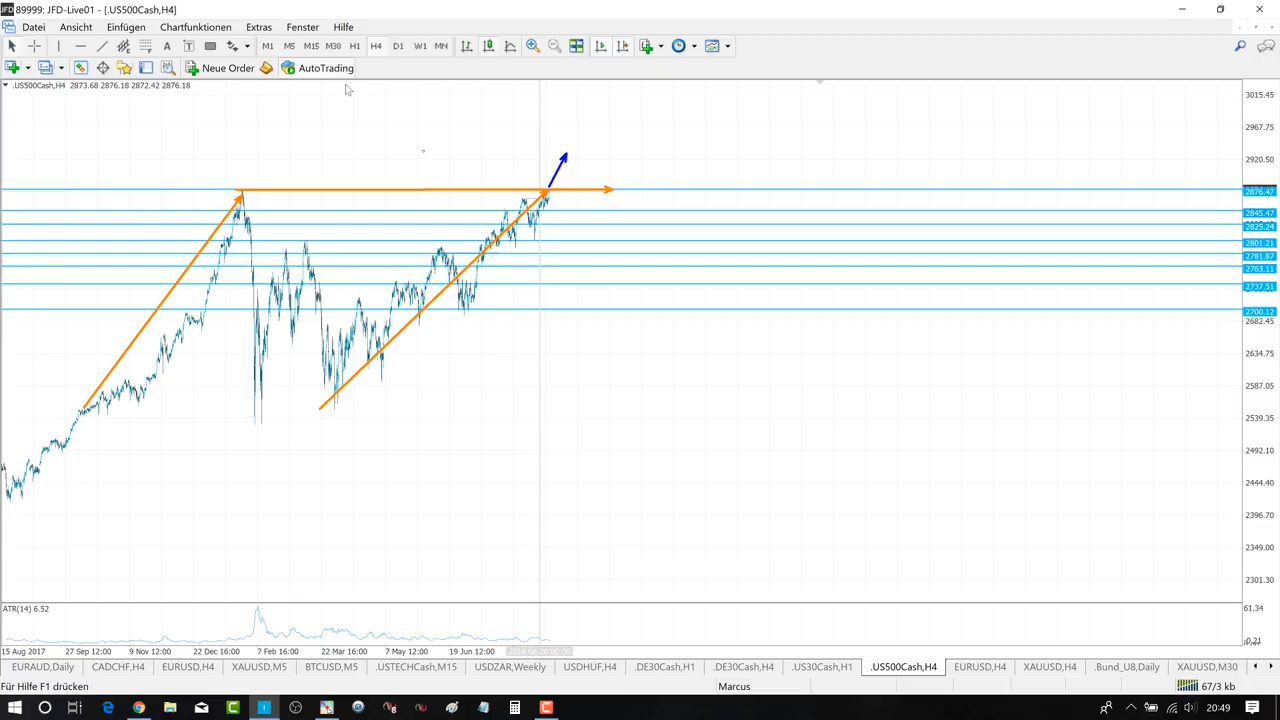 89999: JFD-Live01 - [.US500Cash,H4]
Datei Ansicht Einfügen Chartfunktionen Extras Fenster Hilfe
A T M1 M5 M15 M30 H1 H4 D1 W1 MN
New Order AutoTrading
.US500Cash,H4 2873.68 2876.18 2872.42 2876.18
3015.45
2967.75
2920.50
2876.47
2845.47
2825.24
2801.21
2781.87
2763.11
2737.51
2700.12
2682.45
2634.75
2587.05
2539.35
2492.10
2444.40
2396.70
2349.00
2301.30
ATR(14) 6.52
61.34
15 Aug 2017 27 Sep 12:00 9 Nov 12:00 22 Dec 16:00 7 Feb 16:00 22 Mar 16:00 7 May 12:00 19 Jun 12:00
EURAUD,Daily CADCHF,H4 EURUSD,H4 XAUUSD,M5 BTCUSD,M5 .USTECHCash,M15 USDZAR,Weekly USDHUF,H4 .DE30Cash,H1 .DE30Cash,H4 .US30Cash,H1 .US500Cash,H4 EURUSD,H4 XAUUSD,H4 .Bund_U8,Daily XAUUSD,M30
Für Hilfe F1 drücken Marcus 67/3 kb
20:49